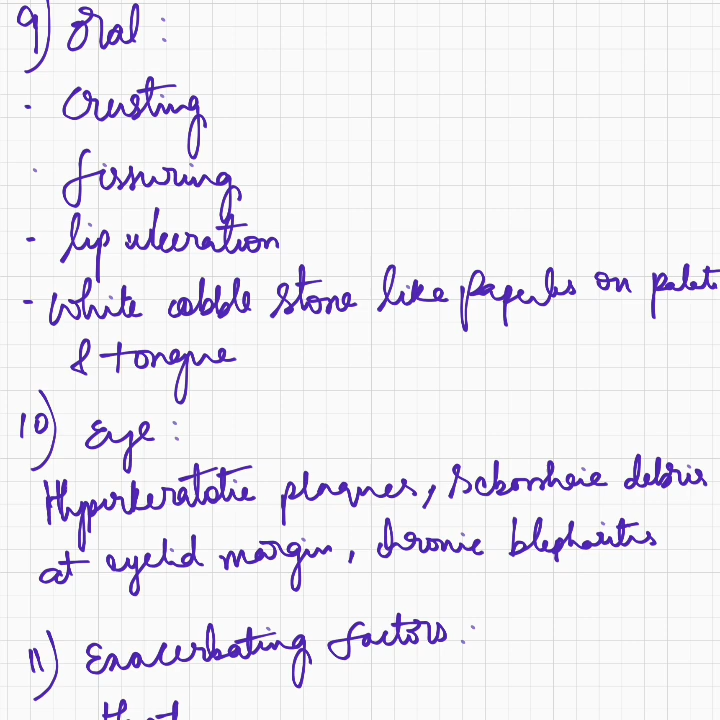 9) Oral :
- Crusting
- fissuring
- lip ulceration
- white cobble stone like papules on palat
& tongue
10) Eye :
Hyperkeratotic plaques, Seborrheic debris
at eyelid margin, chronic blepharitis
11) Exacerbating factors :